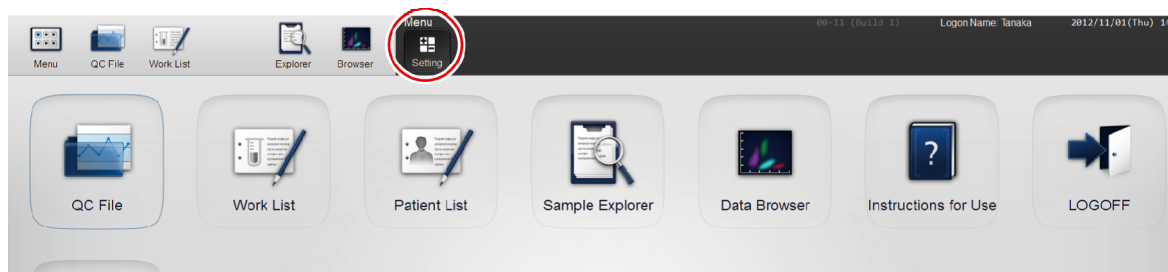 Menu
00-11 (Build 1) Logon Name: Tanaka 2012/11/01(Thu)
Menu QC File Work List Explorer Browser Setting
QC File Work List Patient List Sample Explorer Data Browser Instructions for Use LOGOFF
?